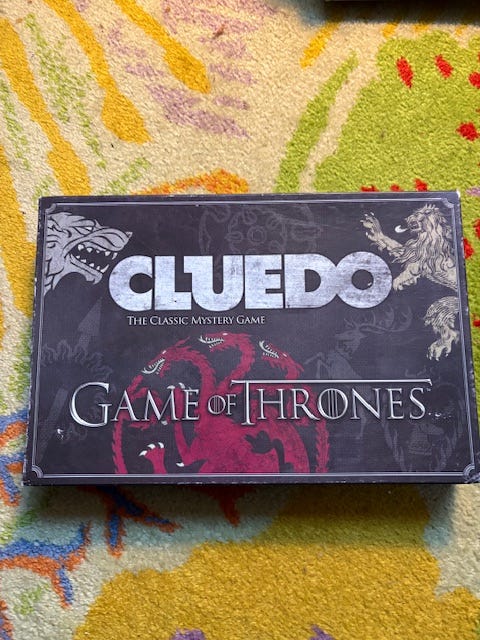 CLUEDO
THE CLASSIC MYSTERY GAME
GAME OF THRONES